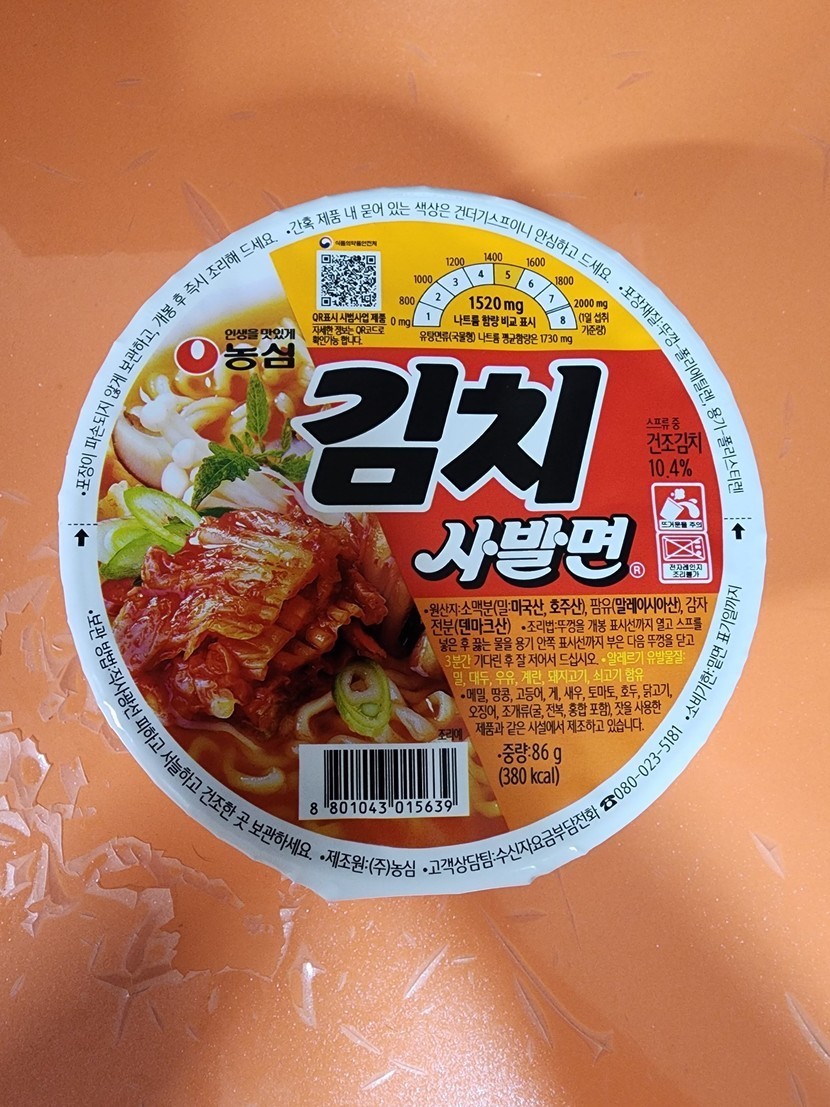 •포장이 파손되지 않게 보관하고, 개봉 후 즉시 조리해 드세요. •간혹 제품 내 묻어 있는 색상은 건더기스프이니 안심하고 드세요. •포장재질:뚜껑-폴리에틸렌, 용기-폴리스티렌
식품의약품안전처
QR표시 시범사업 제품
자세한 정보는 QR코드로
확인가능 합니다.
0 mg
800
1000
1200
1400
1600
1800
2000 mg
(1일 섭취
기준량)
1 2 3 4 5 6 7 8
1520 mg
나트륨 함량 비교 표시
유탕면류(국물형) 나트륨 평균함량은 1730 mg
인생을 맛있게
농심
김치
사발면®
스프류 중
건조김치
10.4%
뜨거운물 주의
전자레인지
조리불가
•원산지:소맥분(밀:미국산, 호주산), 팜유(말레이시아산), 감자
전분(덴마크산) •조리법:뚜껑을 개봉 표시선까지 열고 스프를
넣은 후 끓는 물을 용기 안쪽 표시선까지 부은 다음 뚜껑을 닫고
3분간 기다린 후 잘 저어서 드십시오. •알레르기 유발물질:
밀, 대두, 우유, 계란, 돼지고기, 쇠고기 함유
•메밀, 땅콩, 고등어, 게, 새우, 토마토, 호두, 닭고기,
오징어, 조개류(굴, 전복, 홍합 포함), 잣을 사용한
제품과 같은 시설에서 제조하고 있습니다.
조리예
•중량:86 g
(380 kcal)
8 801043 015639
•보관 방법:직사광선 피하고 서늘하고 건조한 곳 보관하세요. •제조원:(주)농심 •고객상담팀:수신자요금부담전화 ☎080-023-5181 •소비기한:밑면 표기일까지